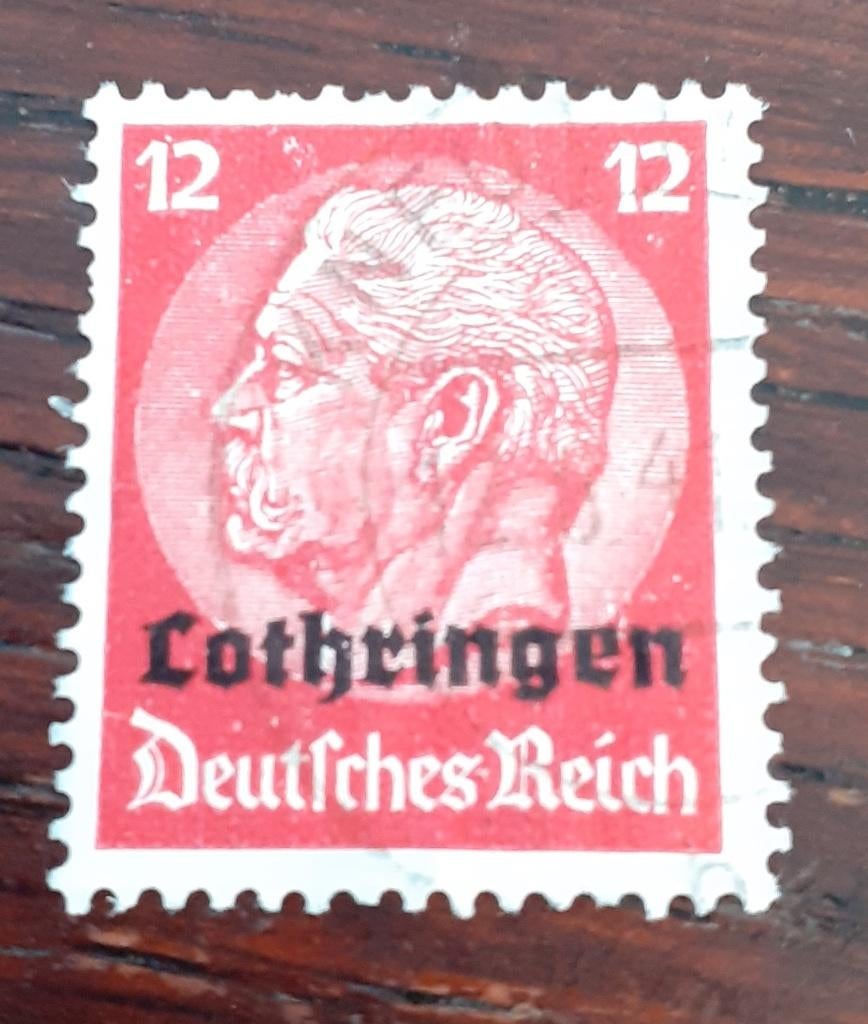 12 12
Lothringen
Deutſches Reich